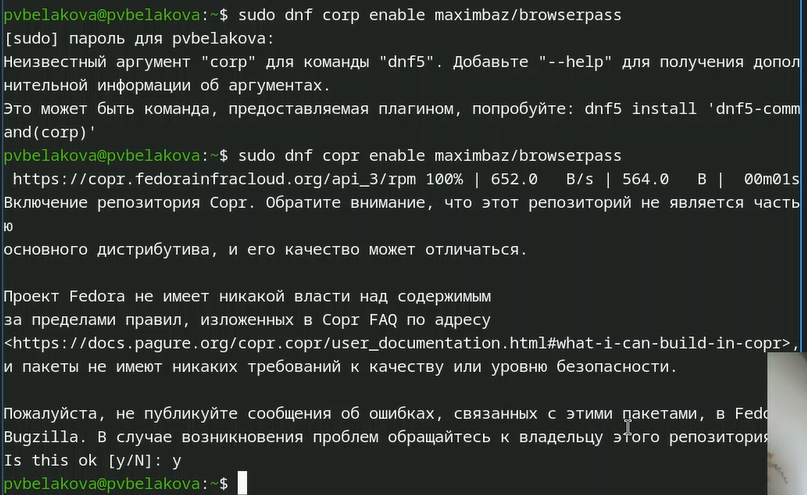 pvbelakova@pvbelakova:~$ sudo dnf corp enable maximbaz/browserpass
[sudo] пароль для pvbelakova:
Неизвестный аргумент "corp" для команды "dnf5". Добавьте "--help" для получения допол
нительной информации об аргументах.
Это может быть команда, предоставляемая плагином, попробуйте: dnf5 install 'dnf5-comm
and(corp)'
pvbelakova@pvbelakova:~$ sudo dnf copr enable maximbaz/browserpass
https://copr.fedorainfracloud.org/api_3/rpm 100% | 652.0   B/s | 564.0   B |  00m01s
Включение репозитория Copr. Обратите внимание, что этот репозиторий не является часть
ю
основного дистрибутива, и его качество может отличаться.
Проект Fedora не имеет никакой власти над содержимым
за пределами правил, изложенных в Copr FAQ по адресу
<https://docs.pagure.org/copr.copr/user_documentation.html#what-i-can-build-in-copr>,
и пакеты не имеют никаких требований к качеству или уровню безопасности.
Пожалуйста, не публикуйте сообщения об ошибках, связанных с этими пакетами, в Fedo
Bugzilla. В случае возникновения проблем обращайтесь к владельцу этого репозитория
Is this ok [y/N]: y
pvbelakova@pvbelakova:~$